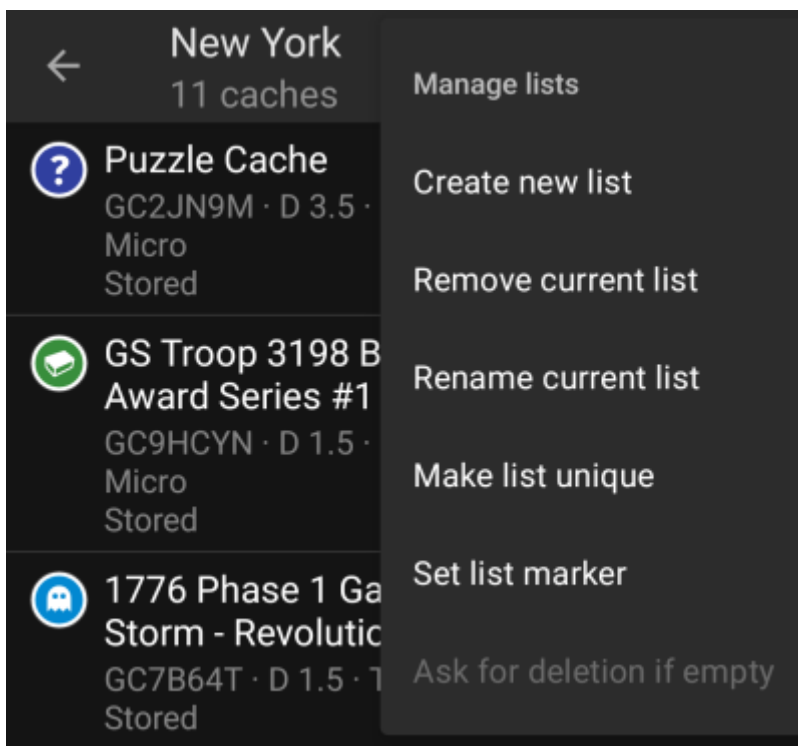 New York
11 caches
Puzzle Cache
GC2JN9M · D 3.5 ·
Micro
Stored
GS Troop 3198 B
Award Series #1
GC9HCYN · D 1.5 ·
Micro
Stored
1776 Phase 1 Ga
Storm - Revolutic
GC7B64T · D 1.5 · T
Stored
Manage lists
Create new list
Remove current list
Rename current list
Make list unique
Set list marker
Ask for deletion if empty